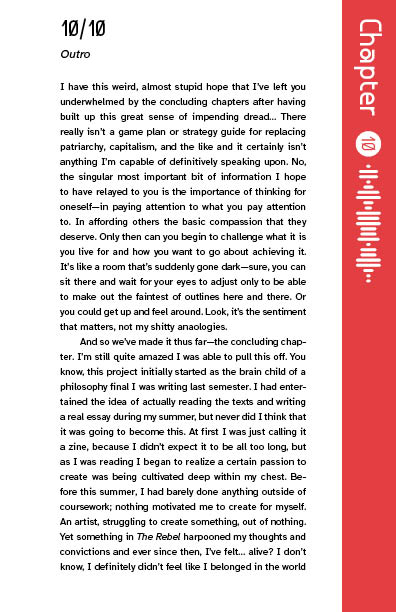 10/10
Outro
I have this weird, almost stupid hope that I've left you
underwhelmed by the concluding chapters after having
built up this great sense of impending dread... There
really isn't a game plan or strategy guide for replacing
patriarchy, capitalism, and the like and it certainly isn't
anything I'm capable of definitively speaking upon. No,
the singular most important bit of information I hope
to have relayed to you is the importance of thinking for
oneself—in paying attention to what you pay attention
to. In affording others the basic compassion that they
deserve. Only then can you begin to challenge what it is
you live for and how you want to go about achieving it.
It's like a room that's suddenly gone dark—sure, you can
sit there and wait for your eyes to adjust only to be able
to make out the faintest of outlines here and there. Or
you could get up and feel around. Look, it's the sentiment
that matters, not my shitty anaologies.
And so we've made it thus far—the concluding chap-
ter. I'm still quite amazed I was able to pull this off. You
know, this project initially started as the brain child of a
philosophy final I was writing last semester. I had enter-
tained the idea of actually reading the texts and writing
a real essay during my summer, but never did I think that
it was going to become this. At first I was just calling it
a zine, because I didn't expect it to be all too long, but
as I was reading I began to realize a certain passion to
create was being cultivated deep within my chest. Be-
fore this summer, I had barely done anything outside of
coursework; nothing motivated me to create for myself.
An artist, struggling to create something, out of nothing.
Yet something in The Rebel harpooned my thoughts and
convictions and ever since then, I've felt... alive? I don't
know, I definitely didn't feel like I belonged in the world
Chapter
10